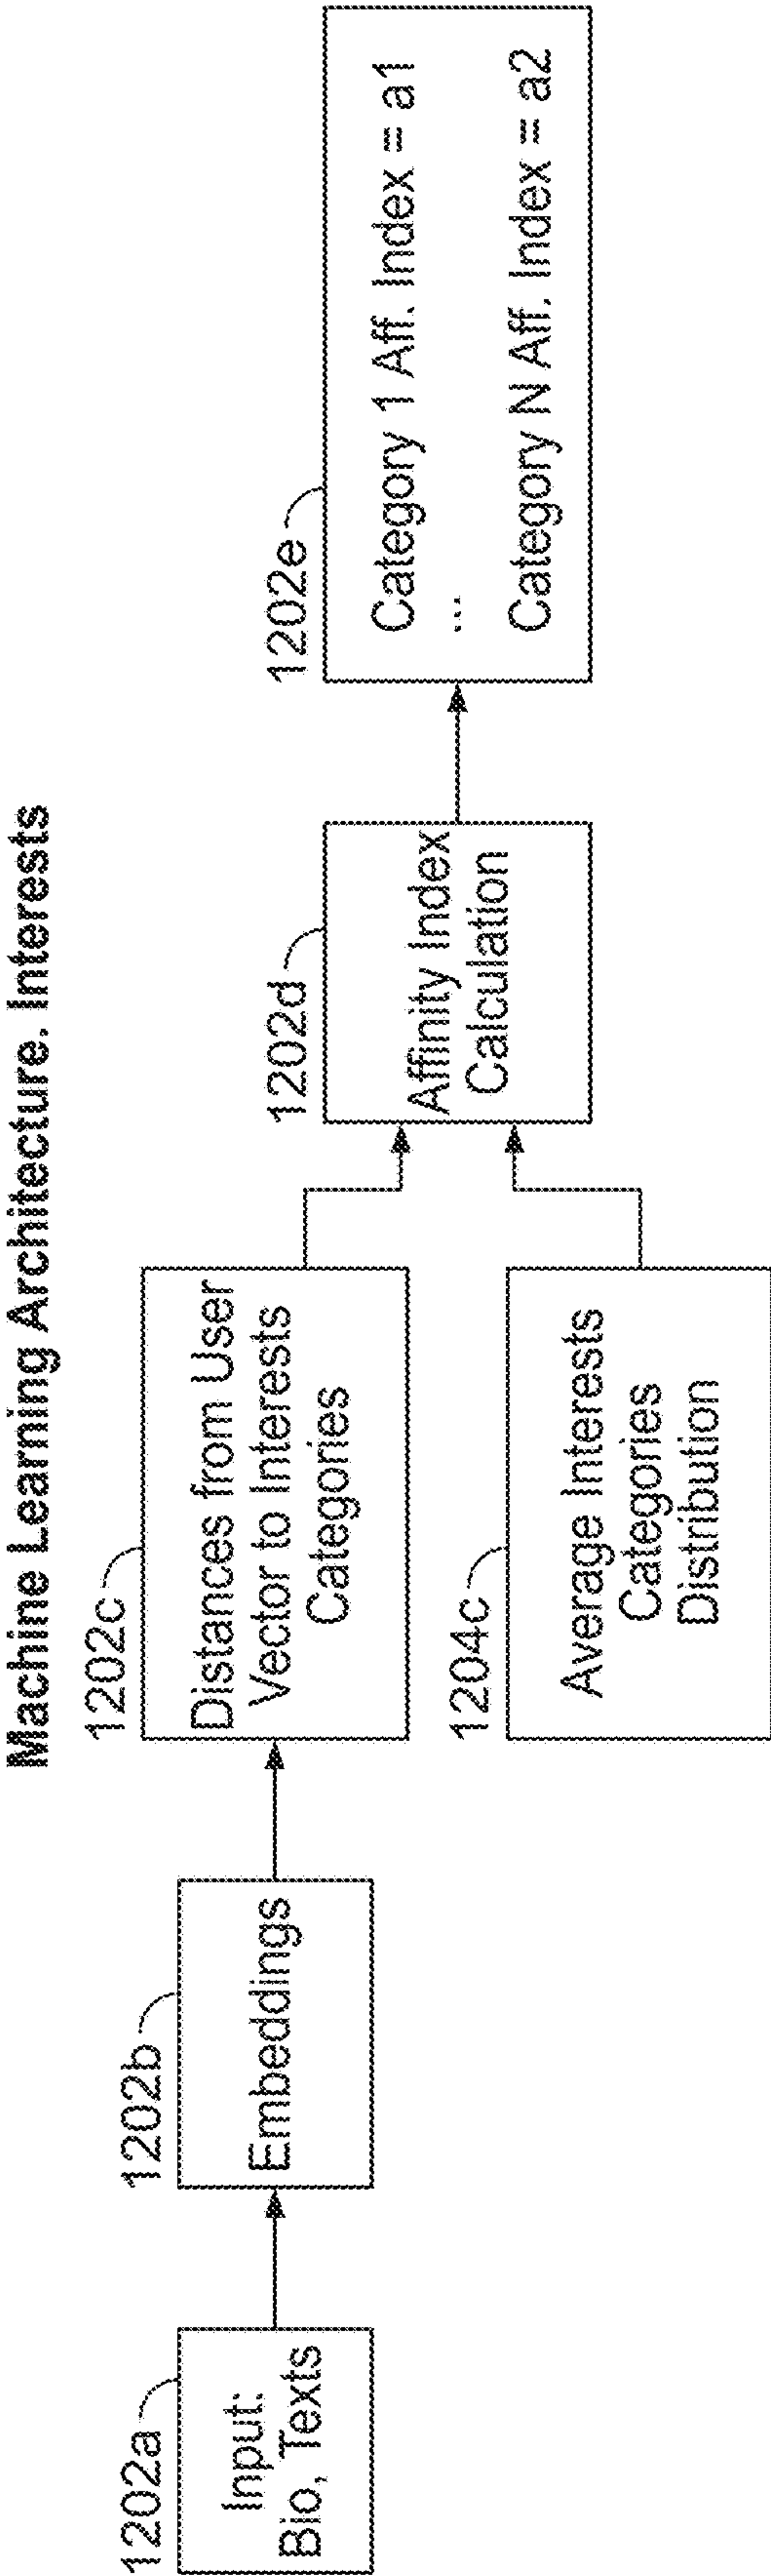 Machine Learning Architecture. Interests
1202a
Input:
Bio, Texts
1202b
Embeddings
1202c
Distances from User
Vector to Interests
Categories
1204c
Average Interests
Categories
Distribution
1202d
Affinity Index
Calculation
1202e
Category 1 Aff. Index = a1
...
Category N Aff. Index = a2